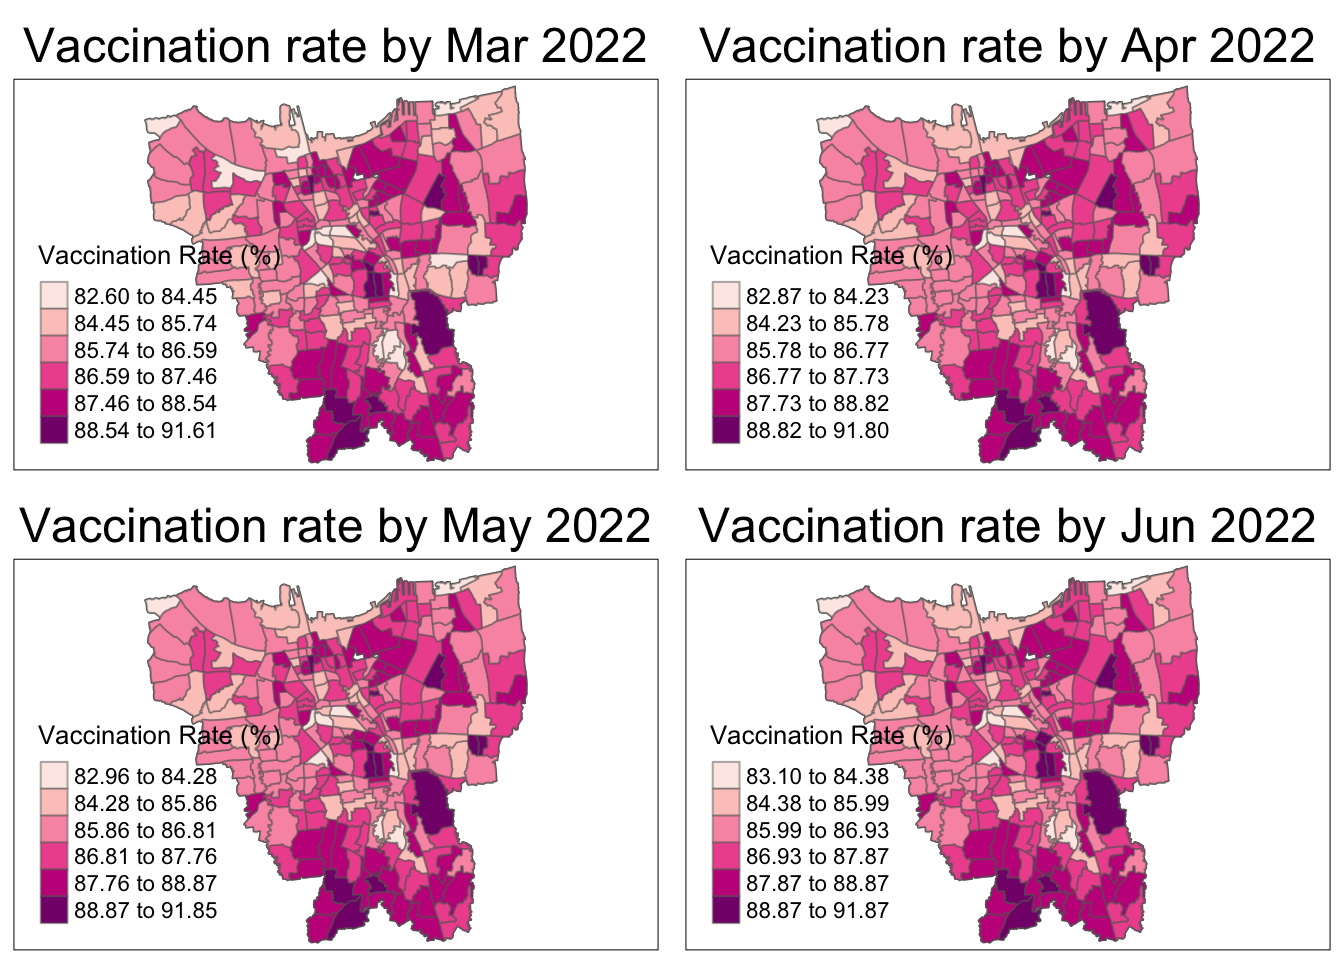 Vaccination rate by Mar 2022
Vaccination Rate (%)
82.60 to 84.45
84.45 to 85.74
85.74 to 86.59
86.59 to 87.46
87.46 to 88.54
88.54 to 91.61
Vaccination rate by Apr 2022
Vaccination Rate (%)
82.87 to 84.23
84.23 to 85.78
85.78 to 86.77
86.77 to 87.73
87.73 to 88.82
88.82 to 91.80
Vaccination rate by May 2022
Vaccination Rate (%)
82.96 to 84.28
84.28 to 85.86
85.86 to 86.81
86.81 to 87.76
87.76 to 88.87
88.87 to 91.85
Vaccination rate by Jun 2022
Vaccination Rate (%)
83.10 to 84.38
84.38 to 85.99
85.99 to 86.93
86.93 to 87.87
87.87 to 88.87
88.87 to 91.87